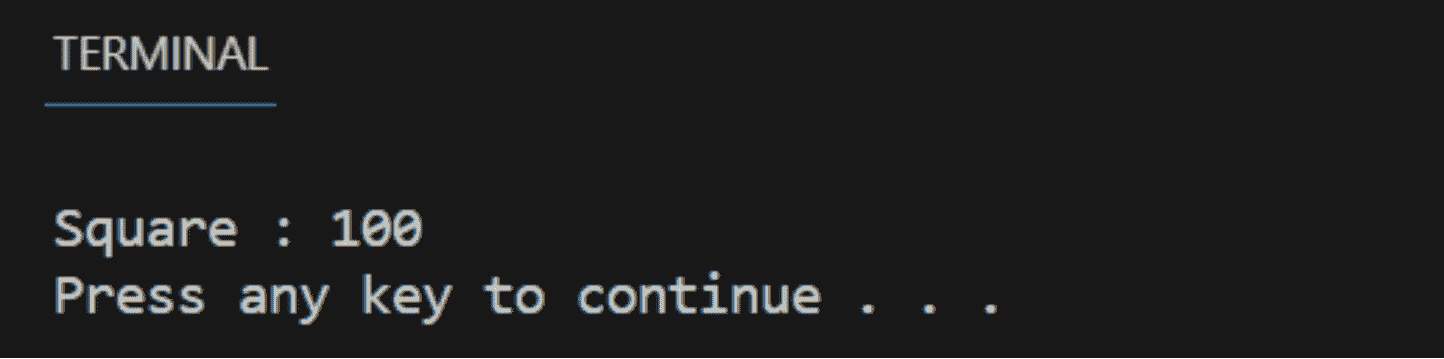 TERMINAL
Square : 100
Press any key to continue . . .